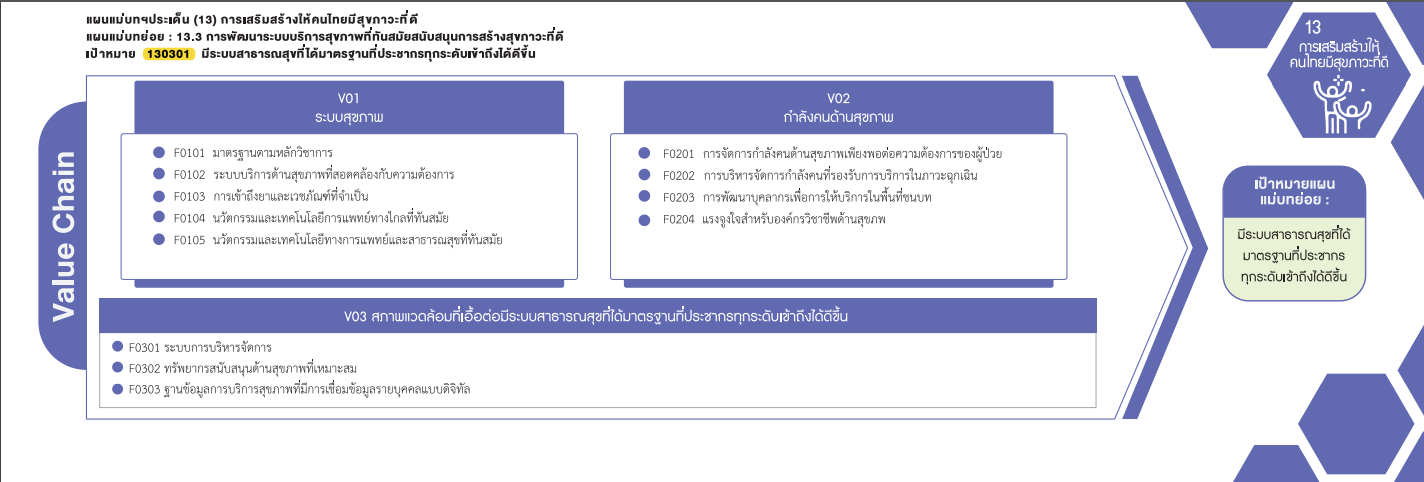 แผนแม่บทฯประเด็น (13) การเสริมสร้างให้คนไทยมีสุขภาวะที่ดี
แผนแม่บทย่อย : 13.3 การพัฒนาระบบบริการสุขภาพที่ทันสมัยสนับสนุนการสร้างสุขภาวะที่ดี
เป้าหมาย 130301 มีระบบสาธารณสุขที่ได้มาตรฐานที่ประชากรทุกระดับเข้าถึงได้ดีขึ้น
13
การเสริมสร้างให้
คนไทยมีสุขภาวะที่ดี
Value Chain
V01
ระบบสุขภาพ
F0101 มาตรฐานตามหลักวิชาการ
F0102 ระบบบริการด้านสุขภาพที่สอดคล้องกับความต้องการ
F0103 การเข้าถึงยาและเวชภัณฑ์ที่จำเป็น
F0104 นวัตกรรมและเทคโนโลยีการแพทย์ทางไกลที่ทันสมัย
F0105 นวัตกรรมและเทคโนโลยีทางการแพทย์และสาธารณสุขที่ทันสมัย
V02
กำลังคนด้านสุขภาพ
F0201 การจัดการกำลังคนด้านสุขภาพเพียงพอต่อความต้องการของผู้ป่วย
F0202 การบริหารจัดการกำลังคนที่รองรับการบริการในภาวะฉุกเฉิน
F0203 การพัฒนาบุคลากรเพื่อการให้บริการในพื้นที่ชนบท
F0204 แรงจูงใจสำหรับองค์กรวิชาชีพด้านสุขภพ
V03 สภาพแวดล้อมที่เอื้อต่อมีระบบสาธารณสุขที่ได้มาตรฐานที่ประชากรทุกระดับเข้าถึงได้ดีขึ้น
F0301 ระบบการบริหารจัดการ
F0302 ทรัพยากรสนับสนุนด้านสุขภาพที่เหมาะสม
F0303 ฐานข้อมูลการบริการสุขภาพที่มีการเชื่อมข้อมูลรายบุคคลแบบดิจิทัล
เป้าหมายแผน
แม่บทย่อย :
มีระบบสาธารณสุขที่ได้
มาตรฐานที่ประชากร
ทุกระดับเข้าถึงได้ดีขึ้น